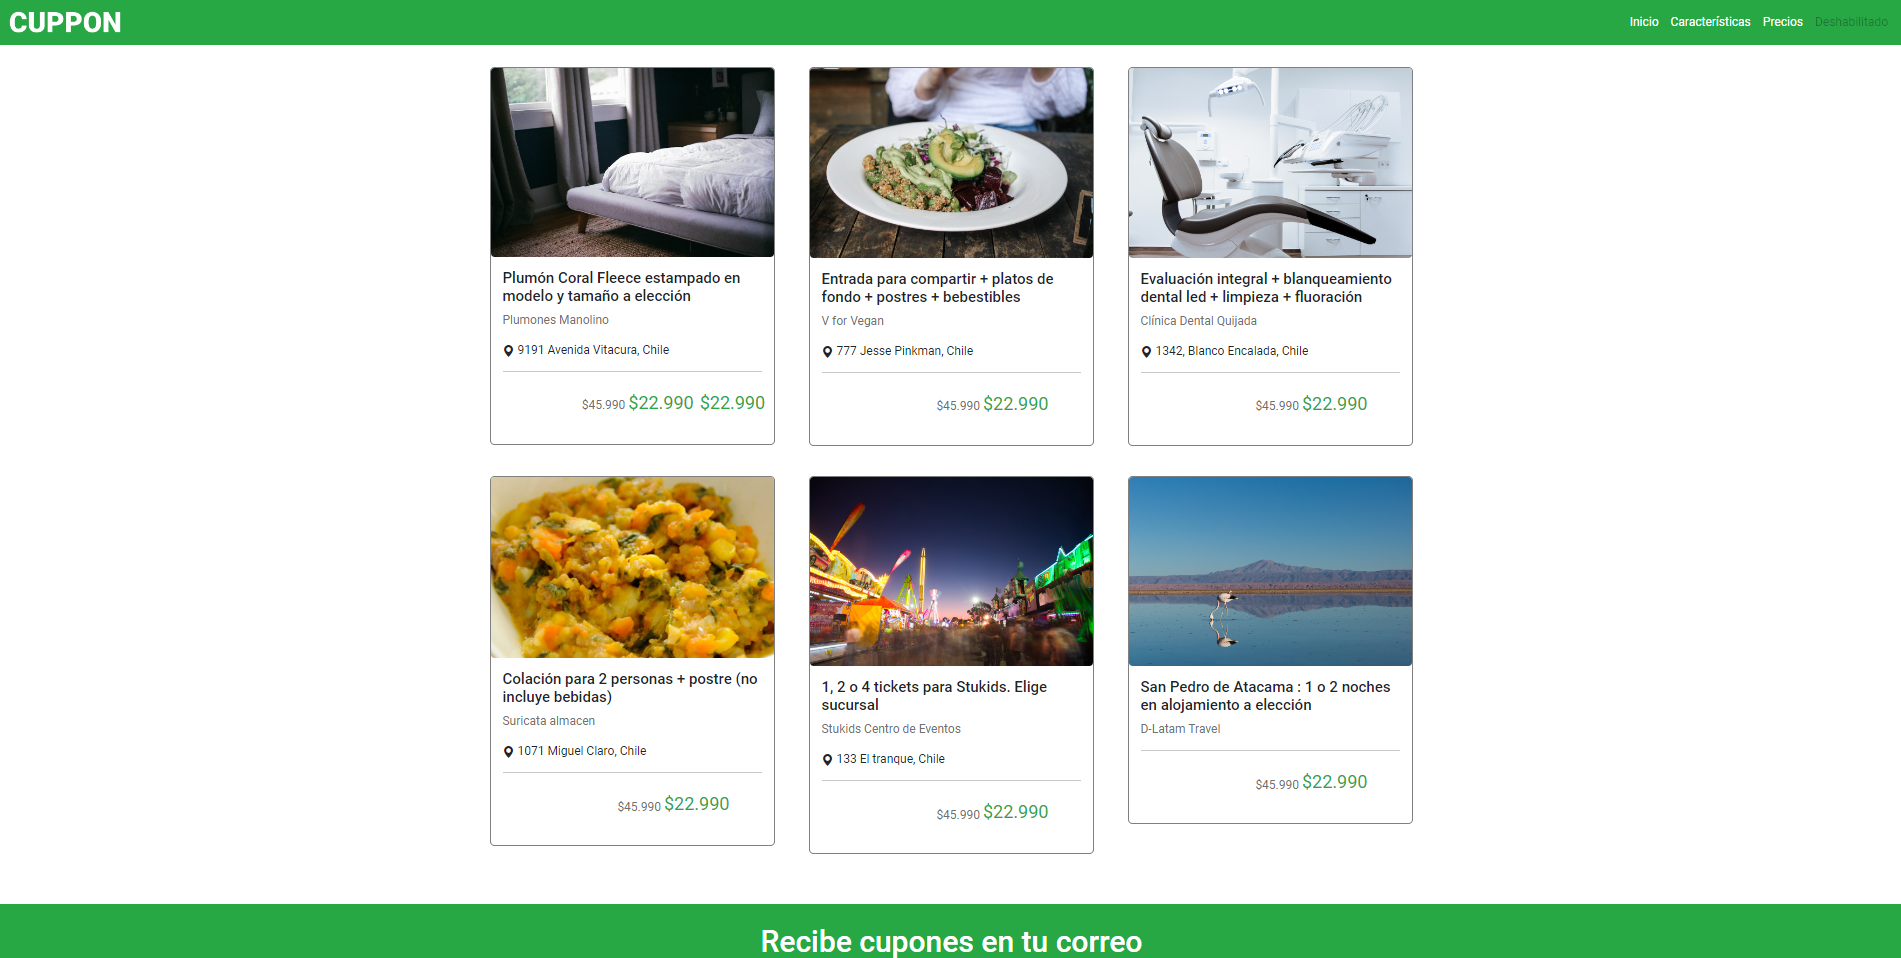 CUPPON
Inicio Características Precios Deshabilitado
Plumón Coral Fleece estampado en
modelo y tamaño a elección
Plumones Manolino
9191 Avenida Vitacura, Chile
$45.990 $22.990 $22.990
Entrada para compartir + platos de
fondo + postres + bebestibles
V for Vegan
777 Jesse Pinkman, Chile
$45.990 $22.990
Evaluación integral + blanqueamiento
dental led + limpieza + fluoración
Clínica Dental Quijada
1342, Blanco Encalada, Chile
$45.990 $22.990
Colación para 2 personas + postre (no
incluye bebidas)
Suricata almacen
1071 Miguel Claro, Chile
$45.990 $22.990
1, 2 o 4 tickets para Stukids. Elige
sucursal
Stukids Centro de Eventos
133 El tranque, Chile
$45.990 $22.990
San Pedro de Atacama : 1 o 2 noches
en alojamiento a elección
D-Latam Travel
$45.990 $22.990
Recibe cupones en tu correo